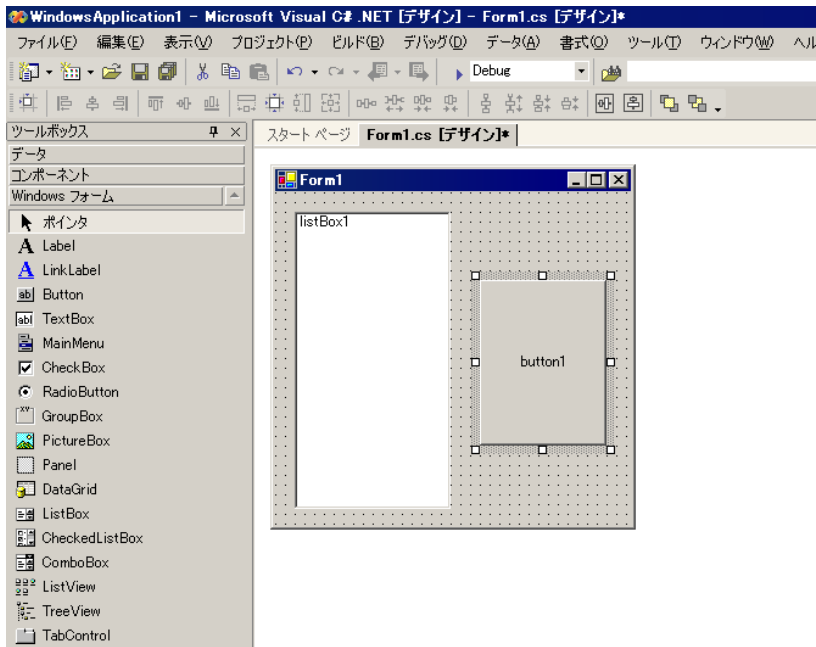 WindowsApplication1 - Microsoft Visual C# .NET [デザイン] - Form1.cs [デザイン]*
ファイル(F) 編集(E) 表示(V) プロジェクト(P) ビルド(B) デバッグ(D) データ(A) 書式(O) ツール(T) ウィンドウ(W) ヘル
Debug
ツールボックス
スタート ページ Form1.cs [デザイン]*
データ
コンポーネント
Windows フォーム
ポインタ
A Label
A LinkLabel
ab Button
abl TextBox
MainMenu
CheckBox
RadioButton
XY GroupBox
PictureBox
Panel
DataGrid
ListBox
CheckedListBox
ComboBox
ListView
TreeView
TabControl
Form1
listBox1
button1